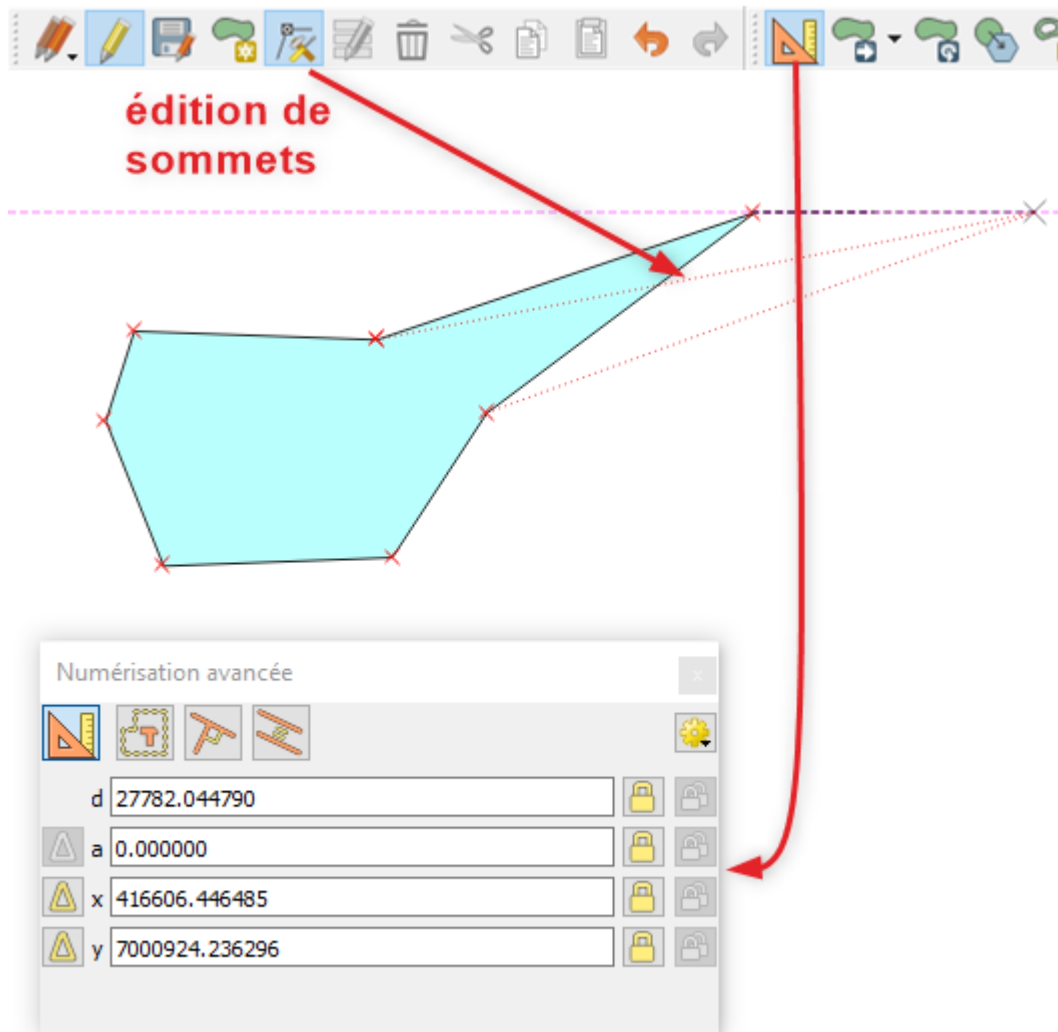 édition de
sommets
Numérisation avancée
x
d 27782.044790
a 0.000000
x 416606.446485
y 7000924.236296